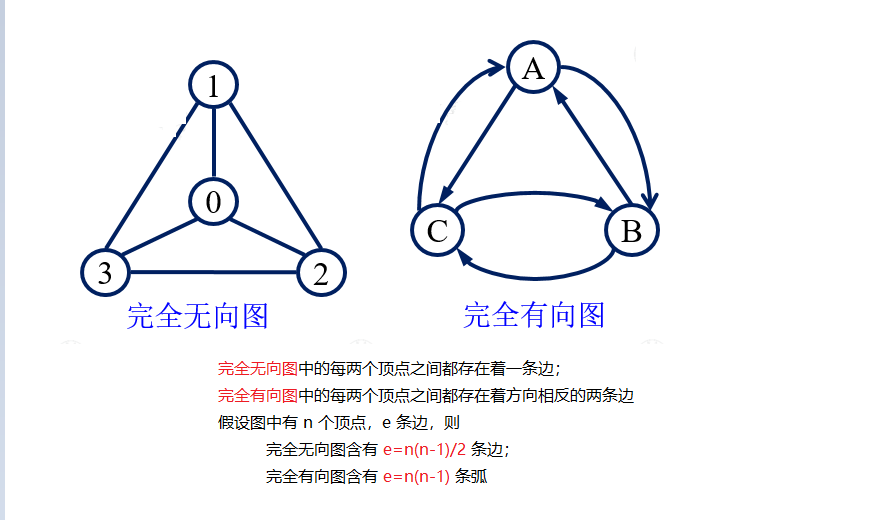 1
A
0
C
B
3
2
完全无向图
完全有向图
完全无向图中的每两个顶点之间都存在着一条边；
完全有向图中的每两个顶点之间都存在着方向相反的两条边
假设图中有 n 个顶点，e 条边，则
完全无向图含有 e=n(n-1)/2 条边；
完全有向图含有 e=n(n-1) 条弧